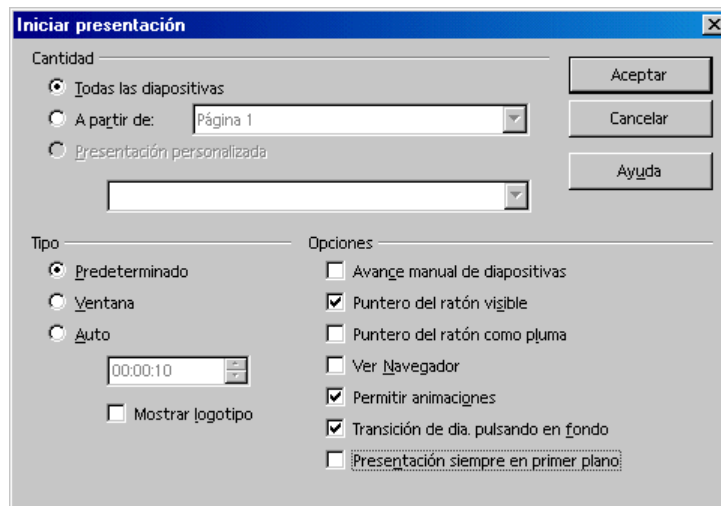 Iniciar presentación
Cantidad
Todas las diapositivas
A partir de:
Página 1
Presentación personalizada
Aceptar
Cancelar
Ayuda
Tipo
Predeterminado
Ventana
Auto
00:00:10
Mostrar logotipo
Opciones
Avance manual de diapositivas
Puntero del ratón visible
Puntero del ratón como pluma
Ver Navegador
Permitir animaciones
Transición de dia. pulsando en fondo
Presentación siempre en primer plano